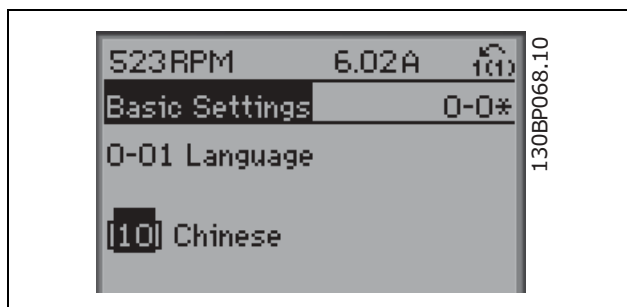 523RPM 6.02A 1(1)
Basic Settings 0-0*
0-01 Language
[10] Chinese
130BP068.10